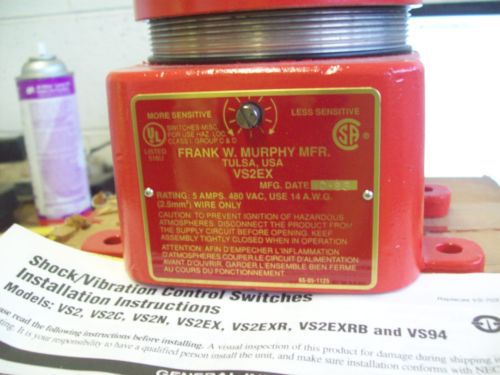 MORE SENSITIVE
LESS SENSITIVE
UL
LISTED
SWITCHES-MISC.
FOR USE HAZ. LOC.
CLASS I, GROUP C & D
SA
FRANK W. MURPHY MFR.
TULSA, USA
VS2EX
MFG. DATE
RATING: 5 AMPS. 480 VAC, USE 14 A.W.G.
(2.5mm²) WIRE ONLY
CAUTION: TO PREVENT IGNITION OF HAZARDOUS
ATMOSPHERES. DISCONNECT THE PRODUCT FROM
THE SUPPLY CIRCUIT BEFORE OPENING. KEEP
ASSEMBLY TIGHTLY CLOSED WHEN IN OPERATION.
ATTENTION: AFIN D'EMPECHER L'INFLAMMATION
D'ATMOSPHERES COUPER LE CIRCUIT D'ALIMENTATION
AVANT D'OUVRIR. GARDER L'ENSEMBLE BIEN FERME
AU COURS DU FONCTIONNEMENT.
65-05-1125
Shock/Vibration Control Switches
Installation Instructions
Models: VS2, VS2C, VS2N, VS2EX, VS2EXR, VS2EXRB and VS94
read the following instructions before installing. A visual inspection of this product for damage during shipping
It is your responsibility to have a qualified person install the unit, and make sure installation conforms with
GENERAL